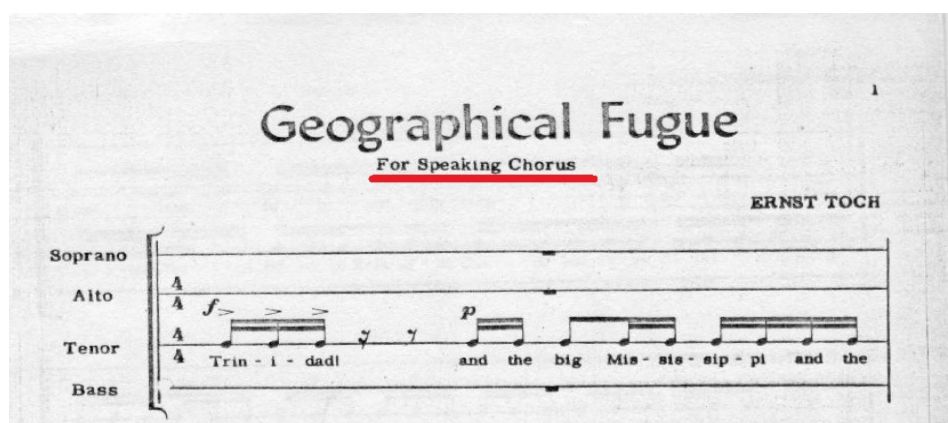 1
Geographical Fugue
For Speaking Chorus
ERNST TOCH
Soprano
Alto
4
4
f
p
Tenor
4
4
Trin - i - dad! and the big Mis - sis - sip - pi and the
Bass